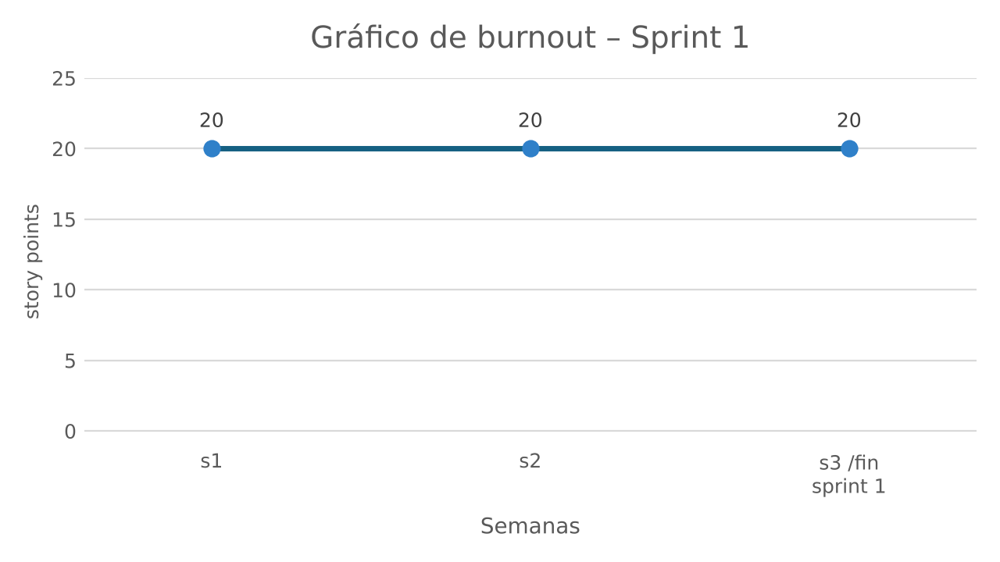 Gráfico de burnout – Sprint 1
25
20 20 20
20
15
10
5
0
story points
s1 s2 s3 /fin
sprint 1
Semanas